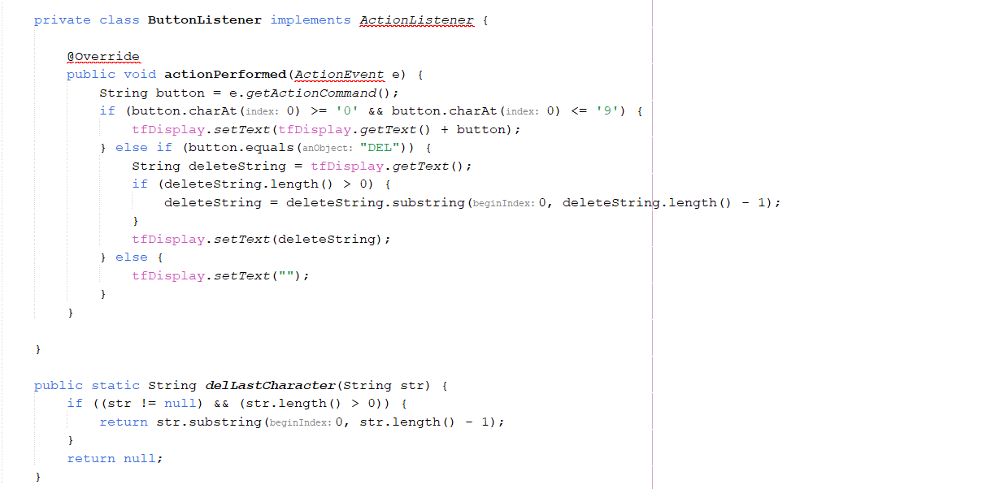 private class ButtonListener implements ActionListener {
@Override
public void actionPerformed(ActionEvent e) {
String button = e.getActionCommand();
if (button.charAt(index: 0) >= '0' && button.charAt(index: 0) <= '9') {
tfDisplay.setText(tfDisplay.getText() + button);
} else if (button.equals(anObject: "DEL")) {
String deleteString = tfDisplay.getText();
if (deleteString.length() > 0) {
deleteString = deleteString.substring(beginIndex: 0, deleteString.length() - 1);
}
tfDisplay.setText(deleteString);
} else {
tfDisplay.setText("");
}
}
}
public static String delLastCharacter(String str) {
if ((str != null) && (str.length() > 0)) {
return str.substring(beginIndex: 0, str.length() - 1);
}
return null;
}